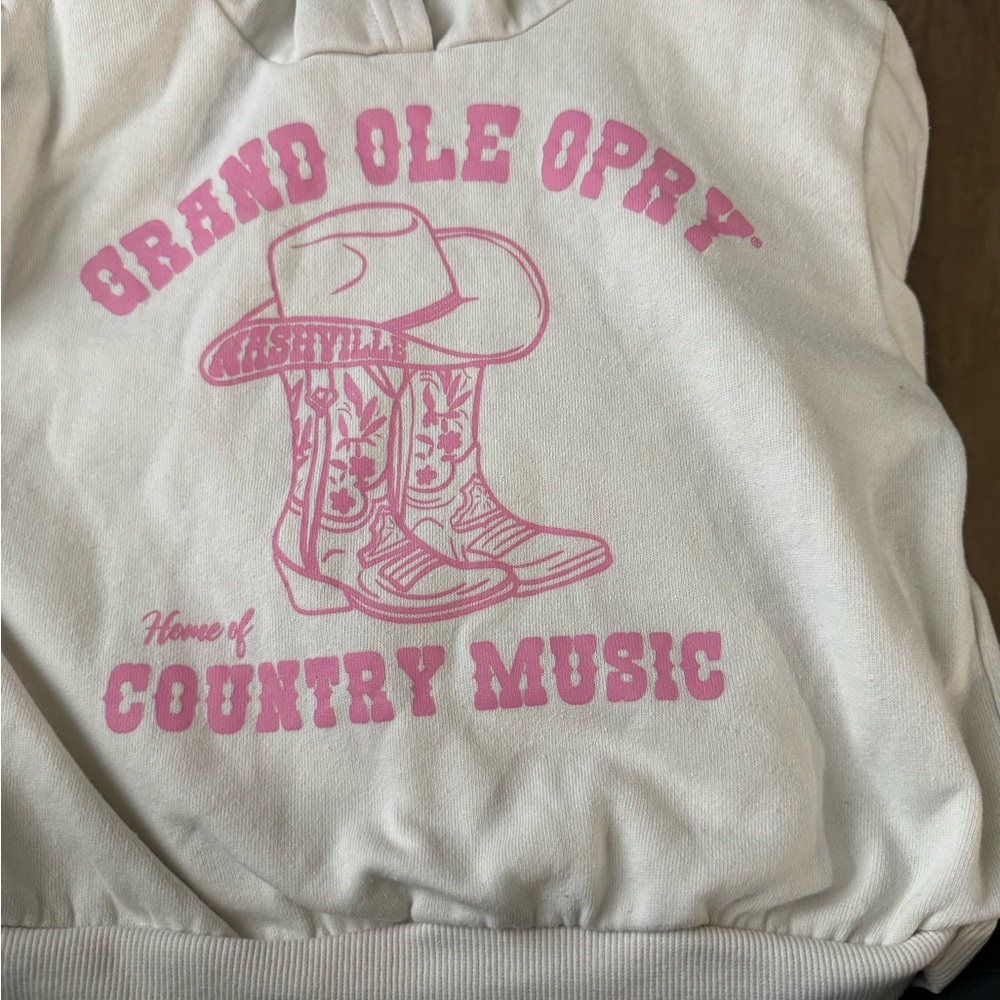 GRAND OLE OPRY®
NASHVILLE
Home of
COUNTRY MUSIC